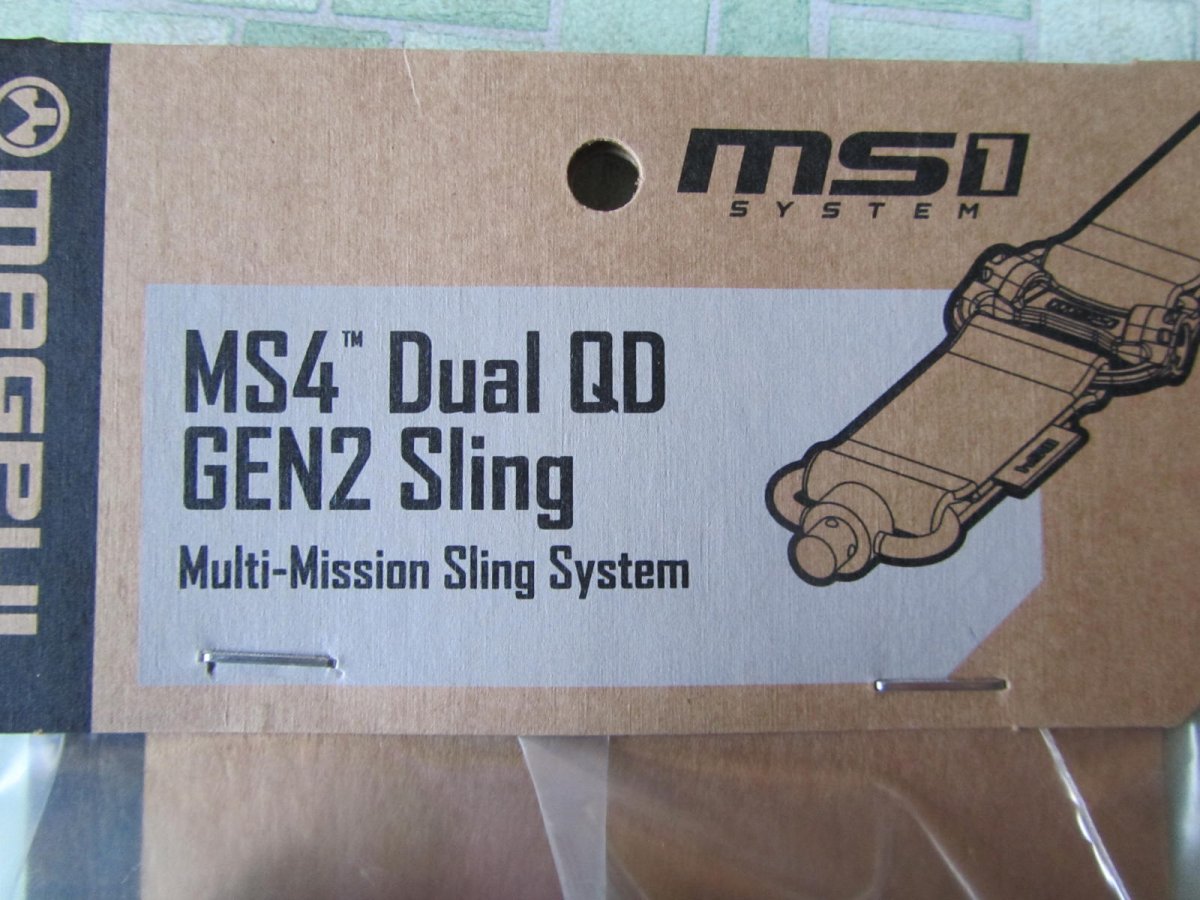 MAGPUL
MS1
SYSTEM
MS4™ Dual QD
GEN2 Sling
Multi-Mission Sling System